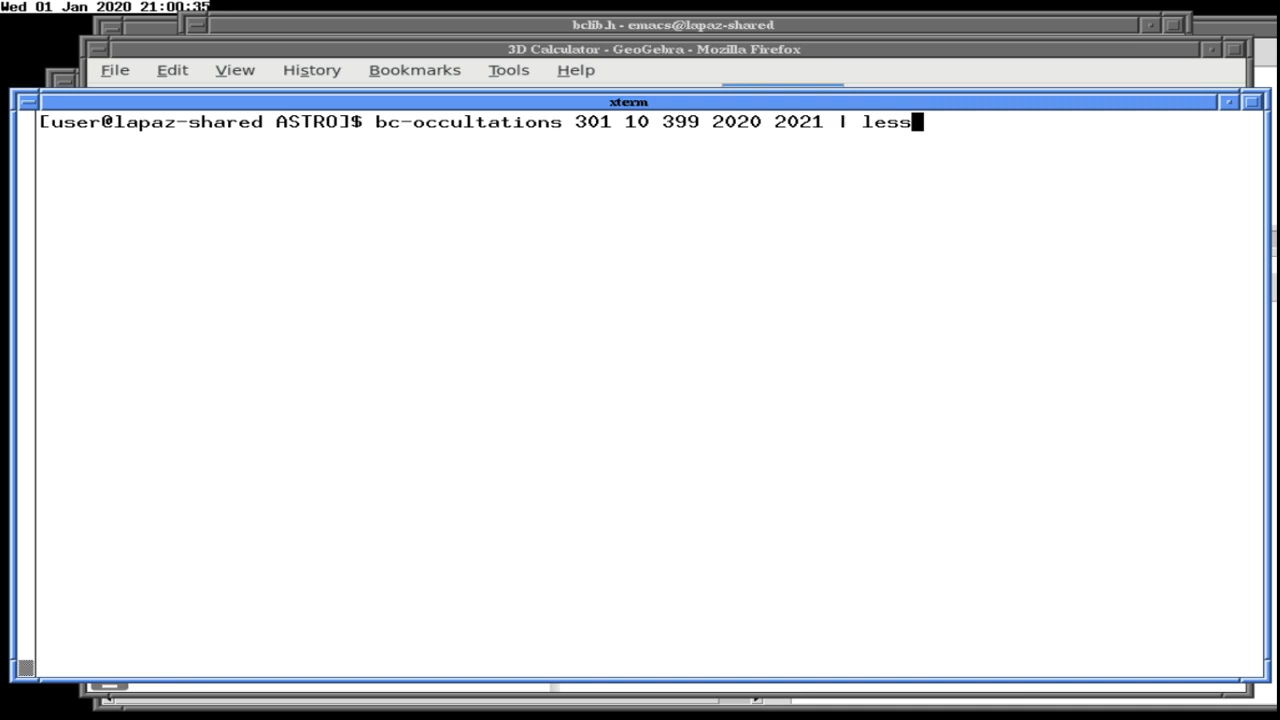 Wed 01 Jan 2020 21:00:35
bclib.h - emacs@lapaz-shared
3D Calculator - GeoGebra - Mozilla Firefox
File Edit View History Bookmarks Tools Help
xterm
[user@lapaz-shared ASTRO]$ bc-occultations 301 10 399 2020 2021 | less